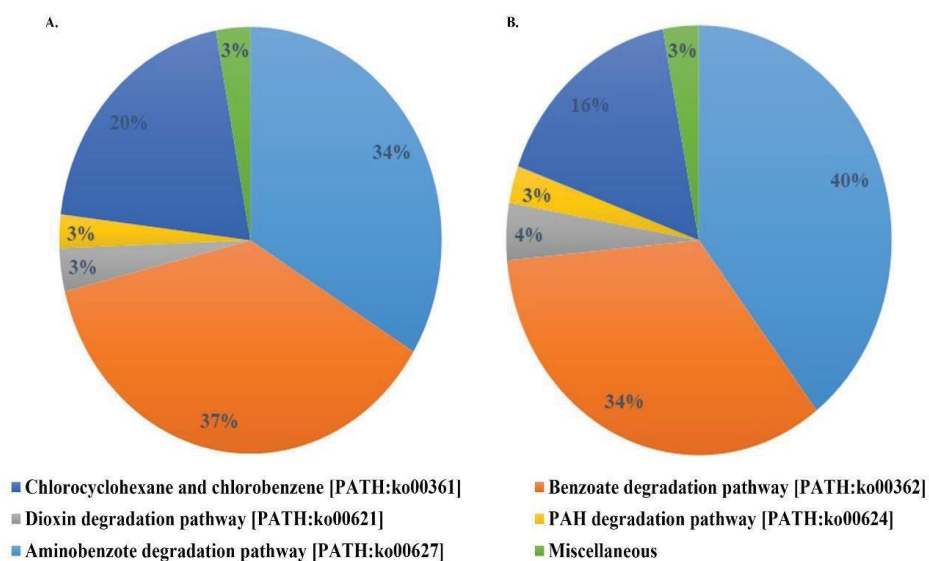 A.
B.
3%
20%
34%
3%
3%
37%
3%
16%
40%
3%
4%
34%
Chlorocyclohexane and chlorobenzene [PATH:ko00361]
Benzoate degradation pathway [PATH:ko00362]
Dioxin degradation pathway [PATH:ko00621]
PAH degradation pathway [PATH:ko00624]
Aminobenzote degradation pathway [PATH:ko00627]
Miscellaneous